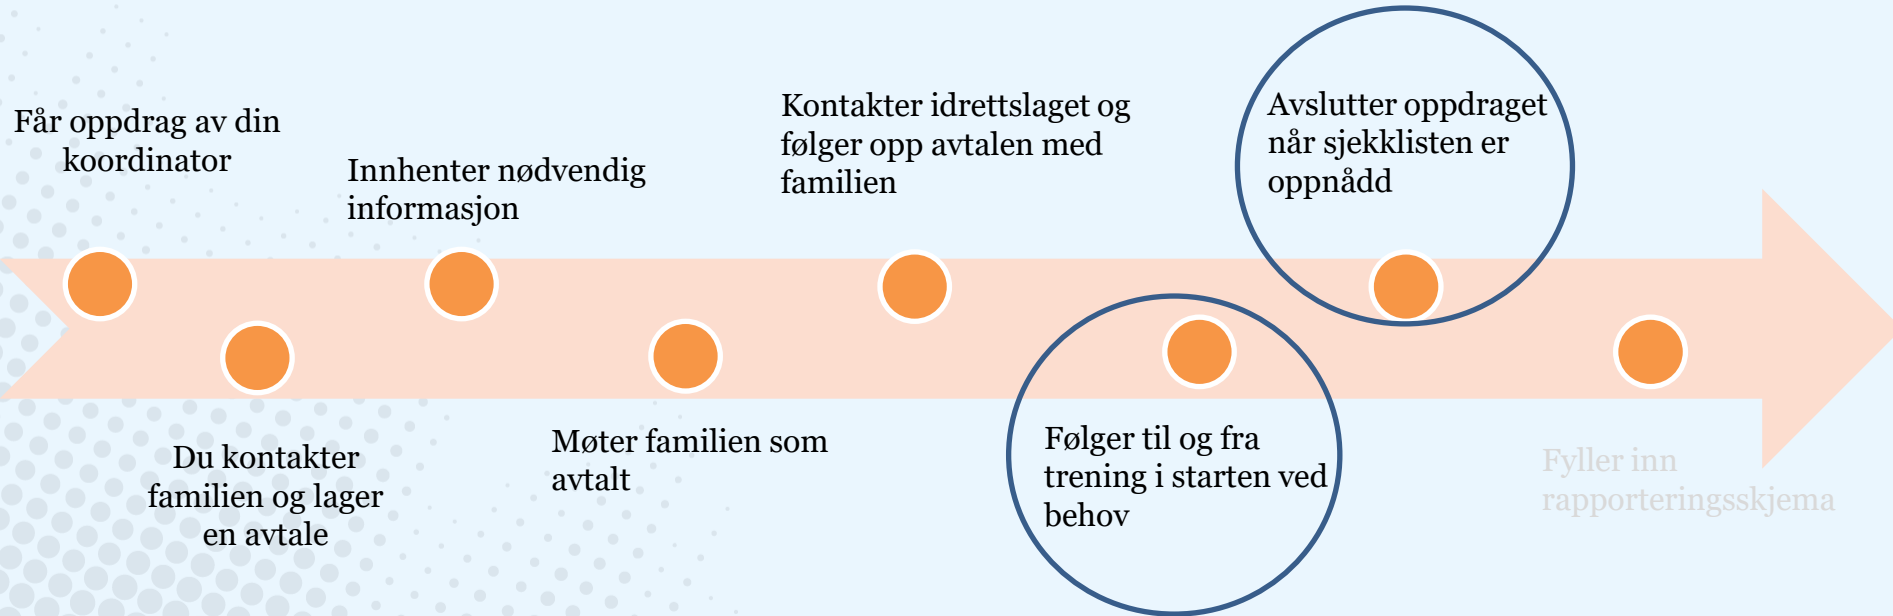 Får oppdrag av din
koordinator
Du kontakter
familien og lager
en avtale
Innhenter nødvendig
informasjon
Møter familien som
avtalt
Kontakter idrettslaget og
følger opp avtalen med
familien
Følger til og fra
trening i starten ved
behov
Avslutter oppdraget
når sjekklisten er
oppnådd
Fyller inn
rapporteringsskjema